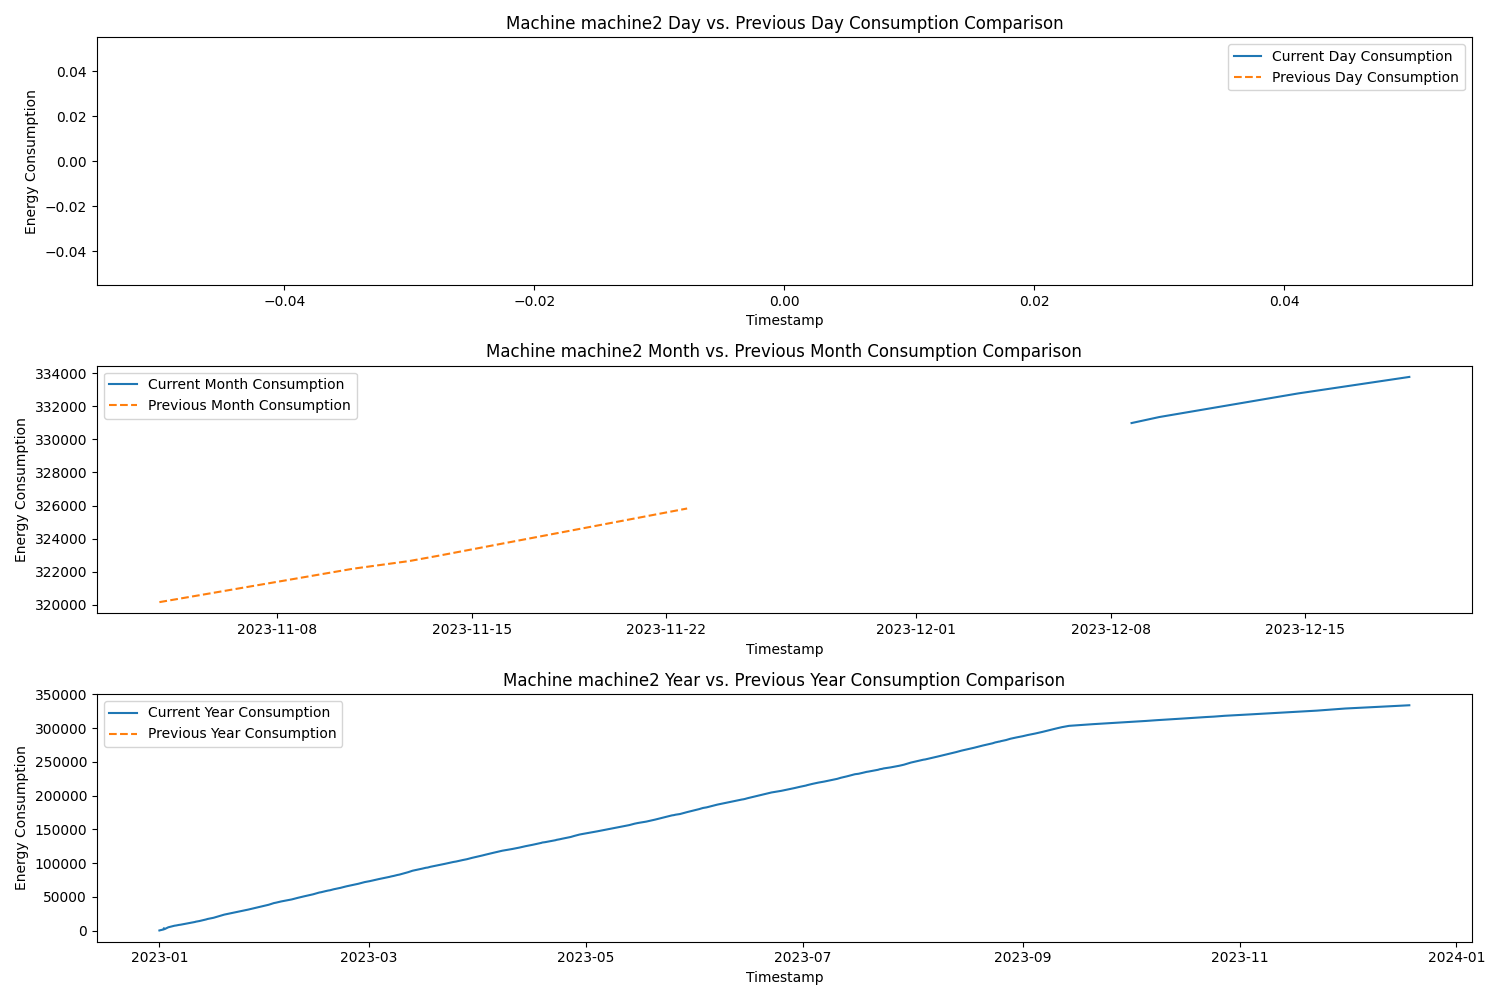 Machine machine2 Day vs. Previous Day Consumption Comparison
Current Day Consumption
Previous Day Consumption
Energy Consumption
0.04
0.02
0.00
−0.02
−0.04
−0.04 −0.02 0.00 0.02 0.04
Timestamp
Machine machine2 Month vs. Previous Month Consumption Comparison
Current Month Consumption
Previous Month Consumption
Energy Consumption
334000
332000
330000
328000
326000
324000
322000
320000
2023-11-08 2023-11-15 2023-11-22 2023-12-01 2023-12-08 2023-12-15
Timestamp
Machine machine2 Year vs. Previous Year Consumption Comparison
Current Year Consumption
Previous Year Consumption
Energy Consumption
350000
300000
250000
200000
150000
100000
50000
0
2023-01 2023-03 2023-05 2023-07 2023-09 2023-11 2024-01
Timestamp